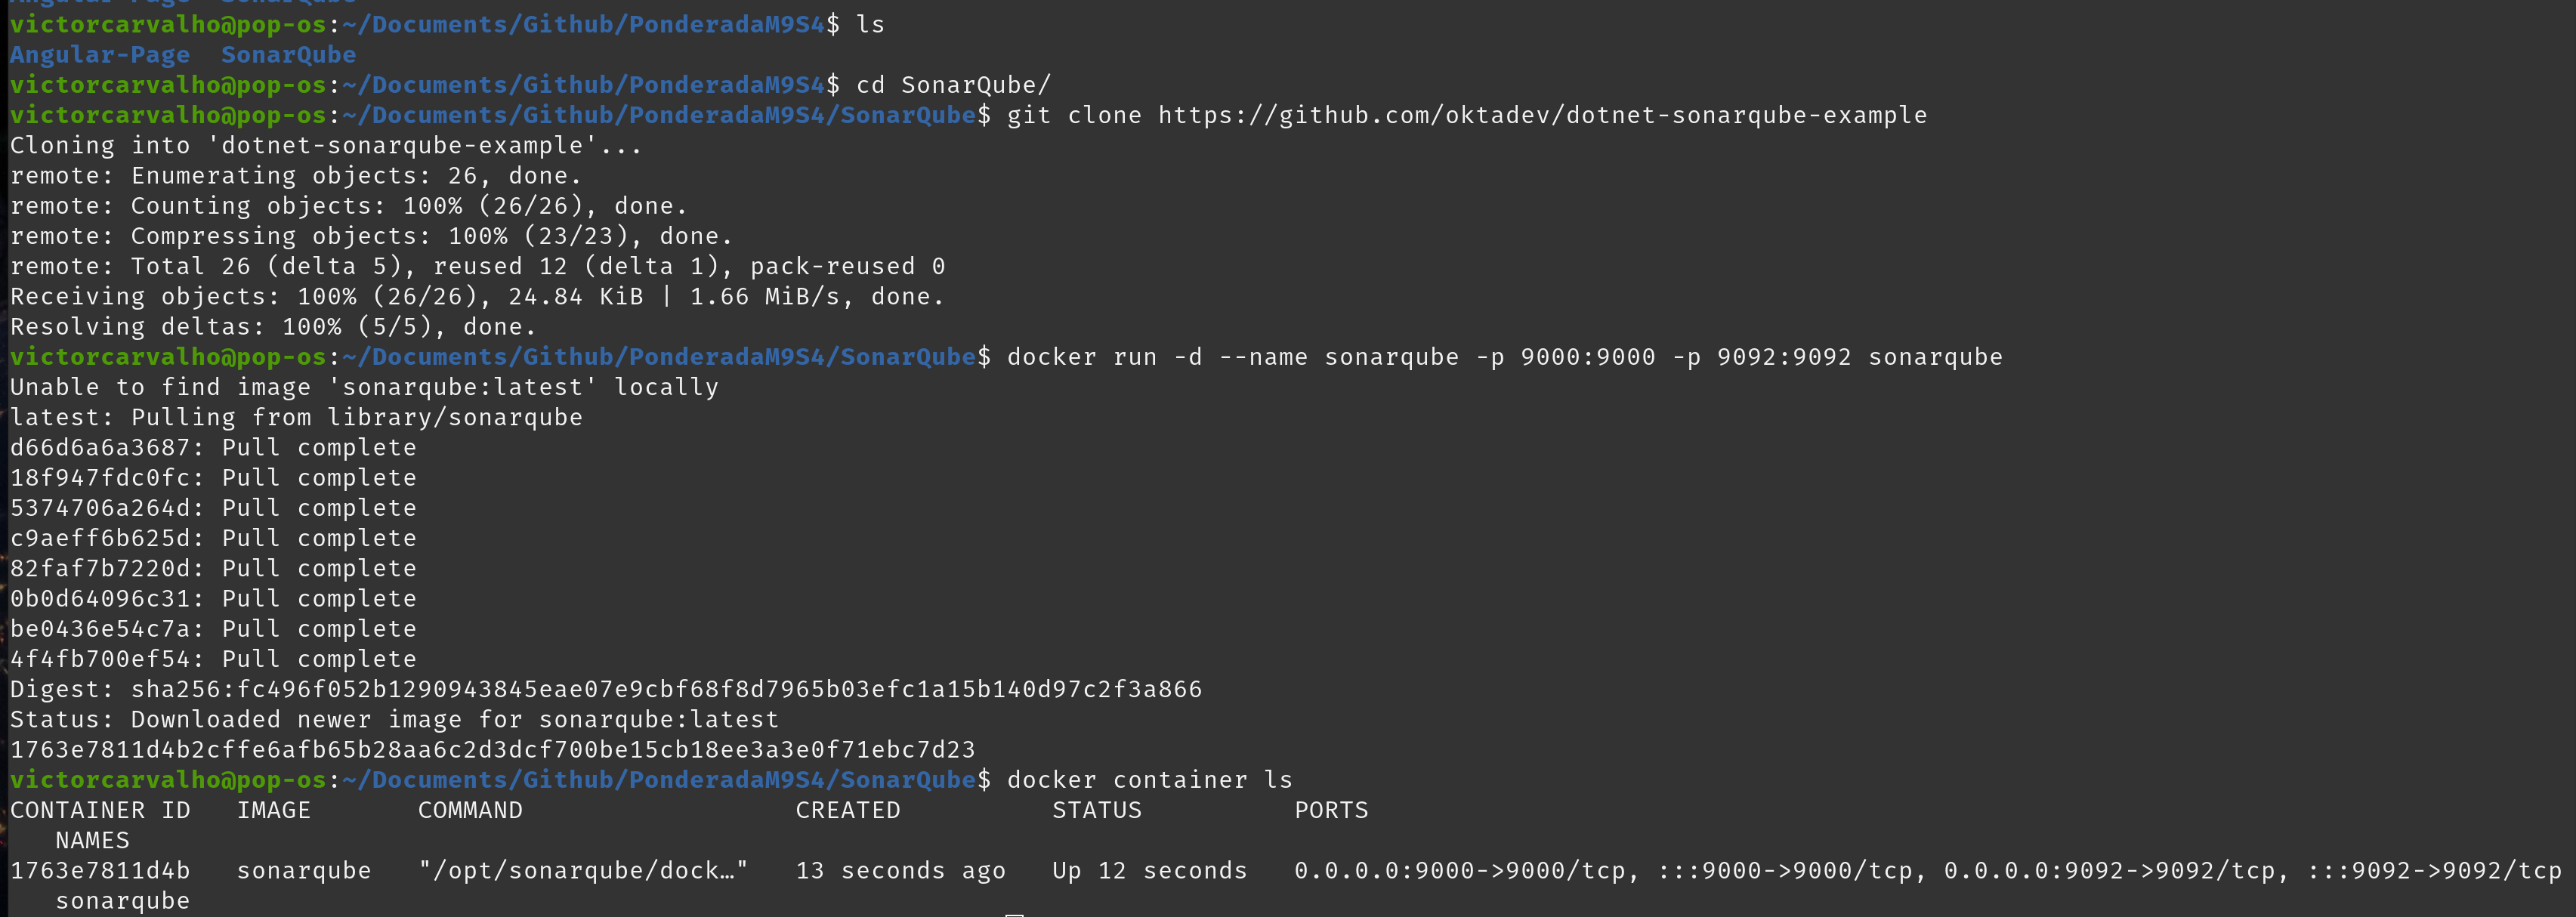 Angular-Page  SonarQube
victorcarvalho@pop-os:~/Documents/Github/PonderadaM9S4$ ls
Angular-Page  SonarQube
victorcarvalho@pop-os:~/Documents/Github/PonderadaM9S4$ cd SonarQube/
victorcarvalho@pop-os:~/Documents/Github/PonderadaM9S4/SonarQube$ git clone https://github.com/oktadev/dotnet-sonarqube-example
Cloning into 'dotnet-sonarqube-example'...
remote: Enumerating objects: 26, done.
remote: Counting objects: 100% (26/26), done.
remote: Compressing objects: 100% (23/23), done.
remote: Total 26 (delta 5), reused 12 (delta 1), pack-reused 0
Receiving objects: 100% (26/26), 24.84 KiB | 1.66 MiB/s, done.
Resolving deltas: 100% (5/5), done.
victorcarvalho@pop-os:~/Documents/Github/PonderadaM9S4/SonarQube$ docker run -d --name sonarqube -p 9000:9000 -p 9092:9092 sonarqube
Unable to find image 'sonarqube:latest' locally
latest: Pulling from library/sonarqube
d66d6a6a3687: Pull complete
18f947fdc0fc: Pull complete
5374706a264d: Pull complete
c9aeff6b625d: Pull complete
82faf7b7220d: Pull complete
0b0d64096c31: Pull complete
be0436e54c7a: Pull complete
4f4fb700ef54: Pull complete
Digest: sha256:fc496f052b1290943845eae07e9cbf68f8d7965b03efc1a15b140d97c2f3a866
Status: Downloaded newer image for sonarqube:latest
1763e7811d4b2cffe6afb65b28aa6c2d3dcf700be15cb18ee3a3e0f71ebc7d23
victorcarvalho@pop-os:~/Documents/Github/PonderadaM9S4/SonarQube$ docker container ls
CONTAINER ID   IMAGE       COMMAND                  CREATED          STATUS          PORTS
   NAMES
1763e7811d4b   sonarqube   "/opt/sonarqube/dock…"   13 seconds ago   Up 12 seconds   0.0.0.0:9000->9000/tcp, :::9000->9000/tcp, 0.0.0.0:9092->9092/tcp, :::9092->9092/tcp
   sonarqube